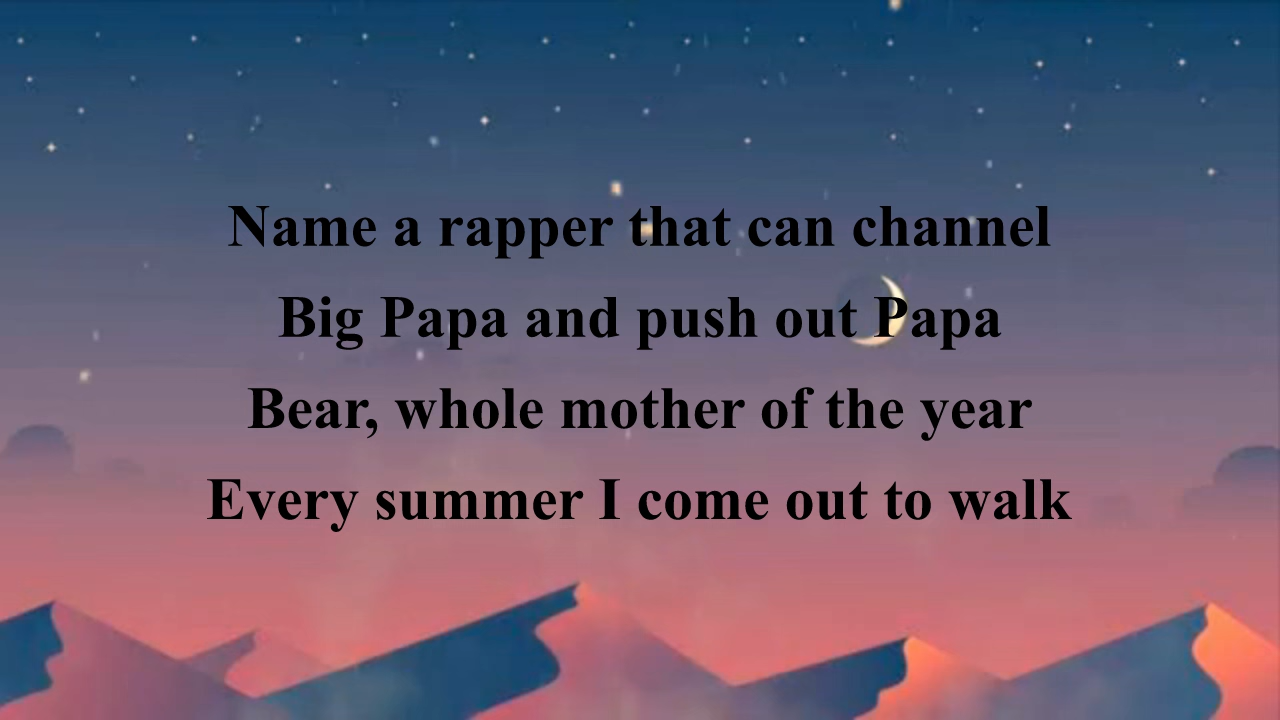 Name a rapper that can channel
Big Papa and push out Papa
Bear, whole mother of the year
Every summer I come out to walk